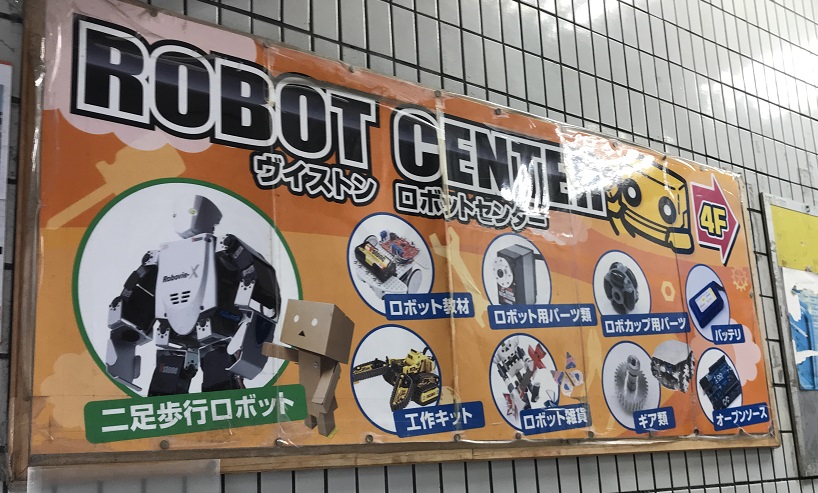 ROBOT CENTER
ヴイストン ロボットセンター
4F
Robovie-X
二足歩行ロボット
ロボット教材
ロボット用パーツ類
ロボカップ用パーツ
バッテリ
工作キット
ロボット雑貨
ギア類
オープンソース